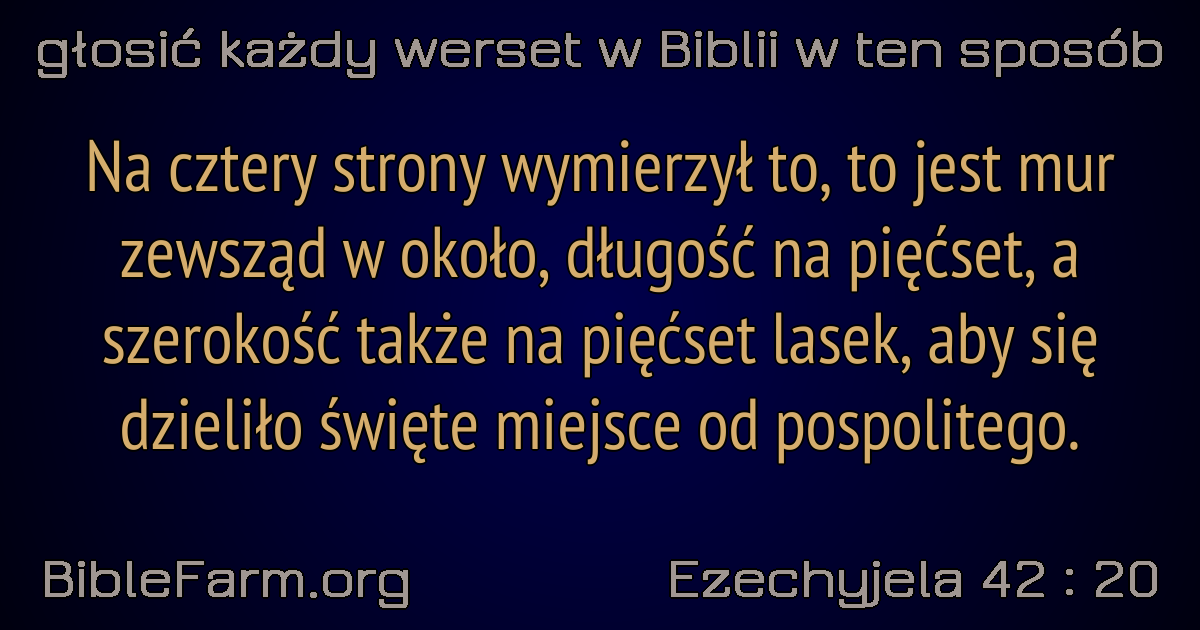 głosić każdy werset w Biblii w ten sposób
Na cztery strony wymierzył to, to jest mur
zewsząd w około, długość na pięćset, a
szerokość także na pięćset lasek, aby się
dzieliło święte miejsce od pospolitego.
BibleFarm.org
Ezechyjela 42 : 20